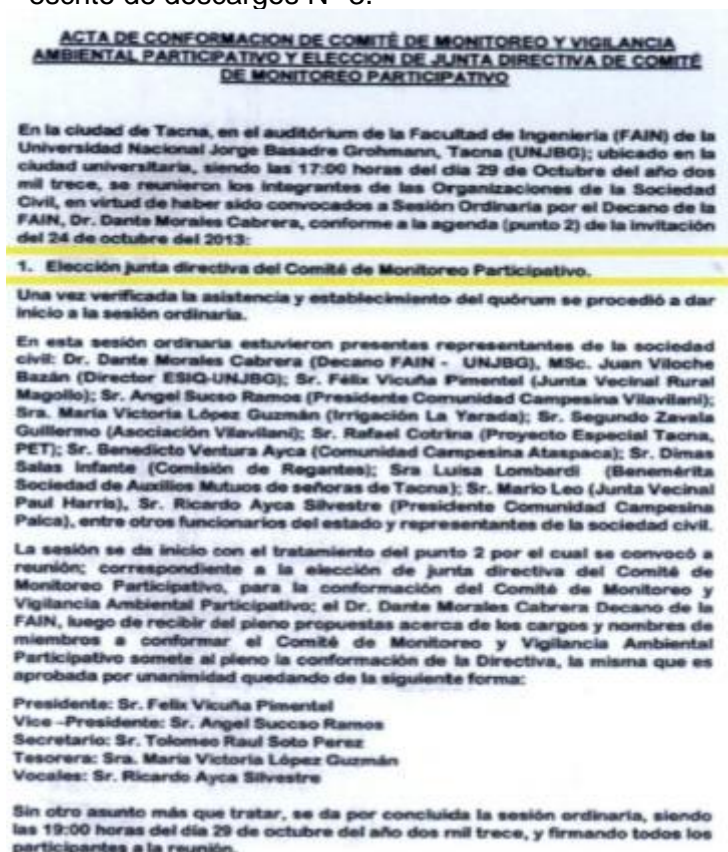 escrito de descargos N° 3.
ACTA DE CONFORMACION DE COMITÉ DE MONITOREO Y VIGILANCIA
AMBIENTAL PARTICIPATIVO Y ELECCION DE JUNTA DIRECTIVA DE COMITÉ
DE MONITOREO PARTICIPATIVO
En la ciudad de Tacna, en el auditórium de la Facultad de Ingeniería (FAIN) de la
Universidad Nacional Jorge Basadre Grohmann, Tacna (UNJBG); ubicado en la
ciudad universitaria, siendo las 17:00 horas del día 29 de Octubre del año dos
mil trece, se reunieron los integrantes de las Organizaciones de la Sociedad
Civil, en virtud de haber sido convocados a Sesión Ordinaria por el Decano de la
FAIN, Dr. Dante Morales Cabrera, conforme a la agenda (punto 2) de la invitación
del 24 de octubre del 2013:
1. Elección junta directiva del Comité de Monitoreo Participativo.
Una vez verificada la asistencia y establecimiento del quórum se procedió a dar
inicio a la sesión ordinaria.
En esta sesión ordinaria estuvieron presentes representantes de la sociedad
civil: Dr. Dante Morales Cabrera (Decano FAIN - UNJBG), MSc. Juan Viloche
Bazán (Director ESIQ-UNJBG); Sr. Félix Vicuña Pimentel (Junta Vecinal Rural
Magollo); Sr. Angel Sucso Ramos (Presidente Comunidad Campesina Vilavilani);
Sra. María Victoria López Guzmán (Irrigación La Yarada); Sr. Segundo Zavala
Guillermo (Asociación Vilavilani); Sr. Rafael Cotrina (Proyecto Especial Tacna,
PET); Sr. Benedicto Ventura Ayca (Comunidad Campesina Ataspaca); Sr. Dimas
Salas Infante (Comisión de Regantes); Sra Luisa Lombardi (Benemérita
Sociedad de Auxilios Mutuos de señoras de Tacna); Sr. Mario Leo (Junta Vecinal
Paul Harris), Sr. Ricardo Ayca Silvestre (Presidente Comunidad Campesina
Palca), entre otros funcionarios del estado y representantes de la sociedad civil.
La sesión se da inicio con el tratamiento del punto 2 por el cual se convocó a
reunión; correspondiente a la elección de junta directiva del Comité de
Monitoreo Participativo, para la conformación del Comité de Monitoreo y
Vigilancia Ambiental Participativo; el Dr. Dante Morales Cabrera Decano de la
FAIN, luego de recibir del pleno propuestas acerca de los cargos y nombres de
miembros a conformar el Comité de Monitoreo y Vigilancia Ambiental
Participativo somete al pleno la conformación de la Directiva, la misma que es
aprobada por unanimidad quedando de la siguiente forma:
Presidente: Sr. Felix Vicuña Pimentel
Vice –Presidente: Sr. Angel Succso Ramos
Secretario: Sr. Tolomeo Raul Soto Perez
Tesorera: Sra. María Victoria López Guzmán
Vocales: Sr. Ricardo Ayca Silvestre
Sin otro asunto más que tratar, se da por concluida la sesión ordinaria, siendo
las 19:00 horas del día 29 de octubre del año dos mil trece, y firmando todos los
participantes a la reunión.